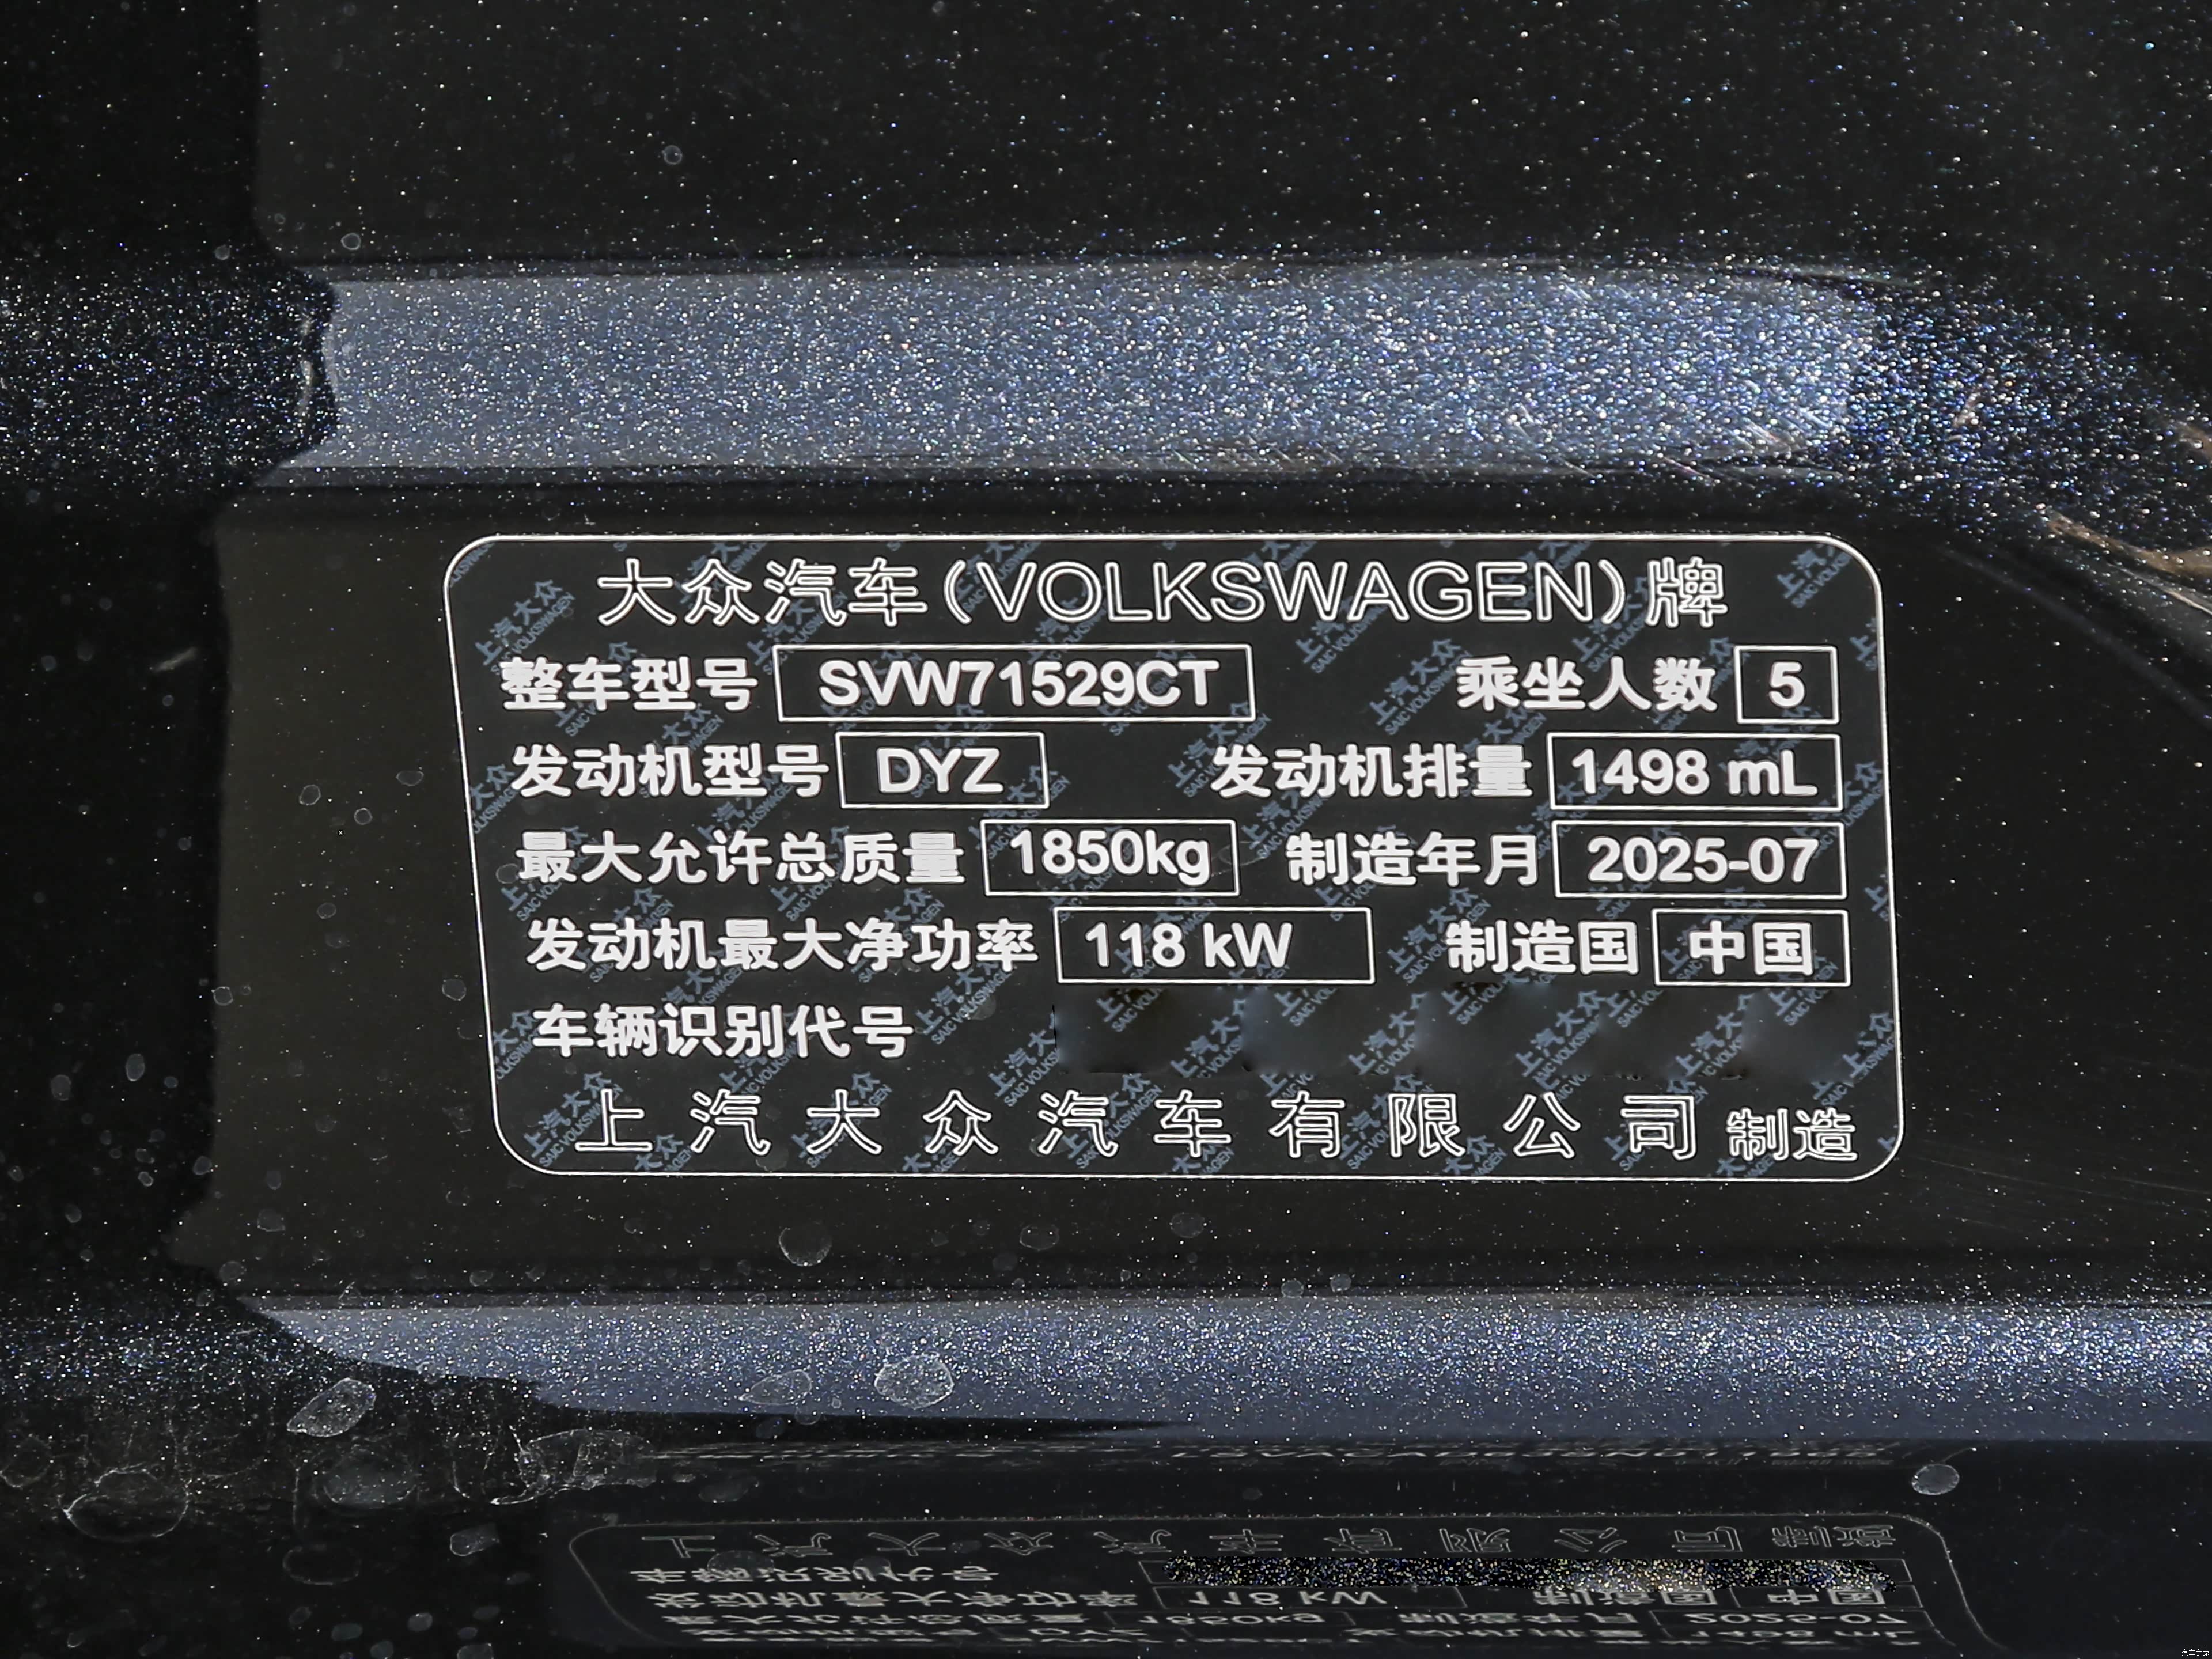 大众汽车(VOLKSWAGEN)牌
整车型号 SVW71529CT 乘坐人数 5
发动机型号 DYZ 发动机排量 1498 mL
最大允许总质量 1850kg 制造年月 2025-07
发动机最大净功率 118 kW 制造国 中国
车辆识别代号
上汽大众汽车有限公司 制造
汽车之家